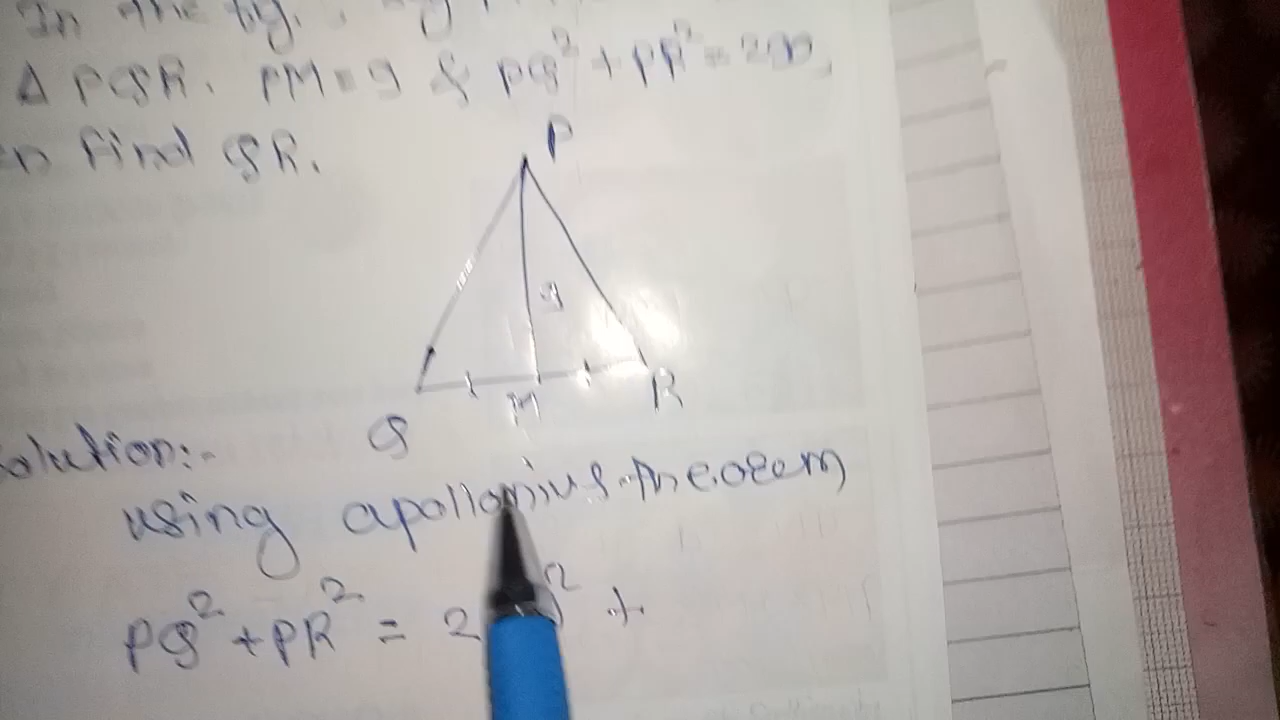 In the fig.
Δ PQR. PM = 9 & PQ² + PR² = 290,
find QR.
P
9
M
R
Q
Solution:-
using apollonius theorem
PQ² + PR² = 2 ² +